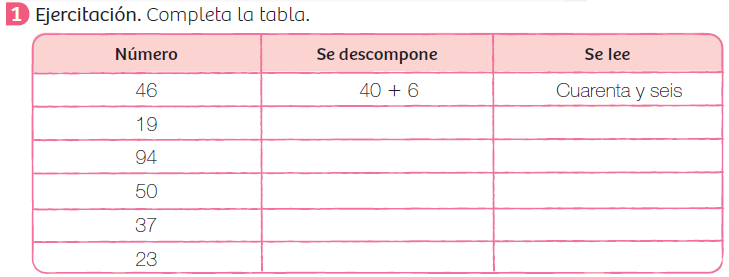 1 Ejercitación. Completa la tabla.
Número Se descompone Se lee
46 40 + 6 Cuarenta y seis
19
94
50
37
23